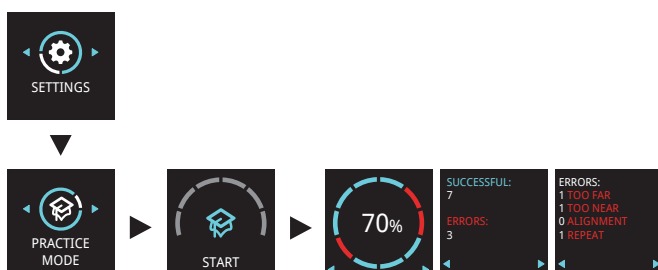 SETTINGS
PRACTICE
MODE
START
70%
SUCCESSFUL:
7
ERRORS:
3
ERRORS:
1 TOO FAR
1 TOO NEAR
0 ALIGNMENT
1 REPEAT